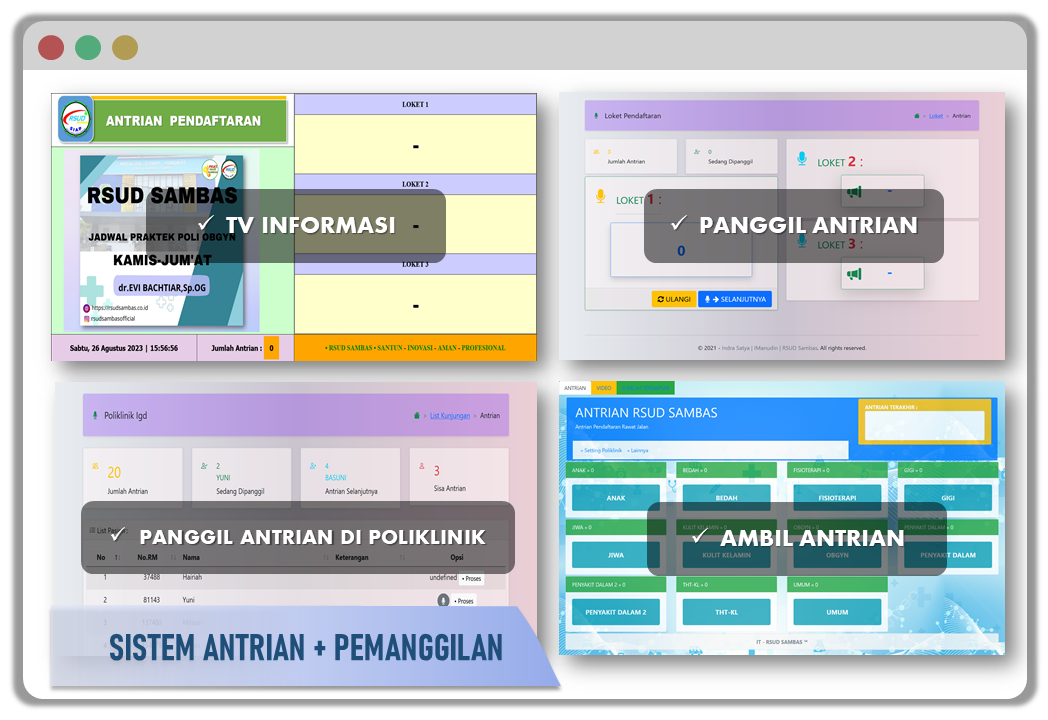 RSUD
ANTRIAN PENDAFTARAN
RSUD SAMBAS
JADWAL PRAKTEK POLI OBGYN
KAMIS-JUM'AT
dr.EVI BACHTIAR,Sp.OG
https://rsudsambas.co.id
rsudsambasofficial
Sabtu, 26 Agustus 2023 | 15:56:56
Jumlah Antrian : 0
LOKET 1
-
LOKET 2
-
LOKET 3
-
• RSUD SAMBAS • SANTUN - INOVASI - AMAN - PROFESIONAL
✓ TV INFORMASI
Loket Pendaftaran
» Loket » Antrian
0
Jumlah Antrian
0
Sedang Dipanggil
LOKET 1 :
0
ULANGI
SELANJUTNYA
LOKET 2 :
-
LOKET 3 :
-
© 2021 - Indra Satya | IManudin | RSUD Sambas. All rights reserved.
✓ PANGGIL ANTRIAN
Poliklinik Igd
» List Kunjungan » Antrian
20
Jumlah Antrian
2
YUNI
Sedang Dipanggil
4
BASUNI
Antrian Selanjutnya
3
Sisa Antrian
List Pasien
No No.RM Nama Keterangan Opsi
1 37488 Hairiah undefined • Proses
2 81143 Yuni • Proses
3
✓ PANGGIL ANTRIAN DI POLIKLINIK
ANTRIAN VIDEO
ANTRIAN RSUD SAMBAS
Antrian Pendaftaran Rawat Jalan
» Setting Poliklinik » Lainnya
ANTRIAN TERAKHIR :
ANAK = 0 BEDAH = 0 FISIOTERAPI = 0 GIGI = 0
ANAK BEDAH FISIOTERAPI GIGI
JIWA = 0 KULIT KELAMIN = 0 OBGYN = 0 PENYAKIT DALAM = 0
JIWA KULIT KELAMIN OBGYN PENYAKIT DALAM
PENYAKIT DALAM 2 = 0 THT-KL = 0 UMUM = 0
PENYAKIT DALAM 2 THT-KL UMUM
IT - RSUD SAMBAS ™
✓ AMBIL ANTRIAN
SISTEM ANTRIAN + PEMANGGILAN